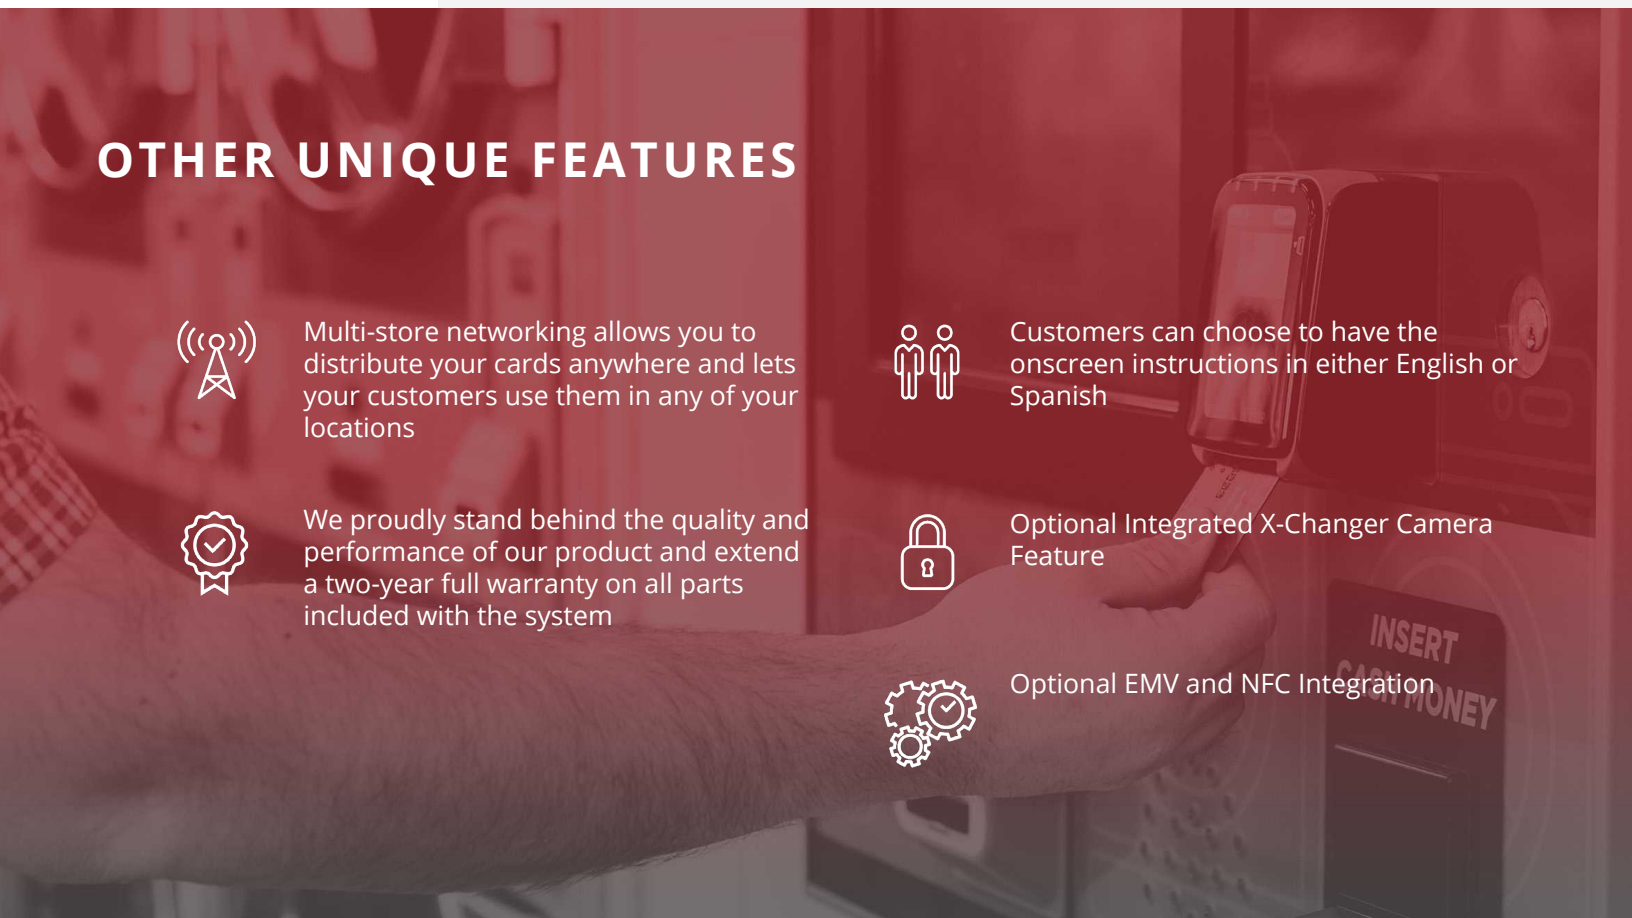 OTHER UNIQUE FEATURES
Multi-store networking allows you to
distribute your cards anywhere and lets
your customers use them in any of your
locations
We proudly stand behind the quality and
performance of our product and extend
a two-year full warranty on all parts
included with the system
Customers can choose to have the
onscreen instructions in either English or
Spanish
Optional Integrated X-Changer Camera
Feature
Optional EMV and NFC Integration
INSERT
CASH MONEY